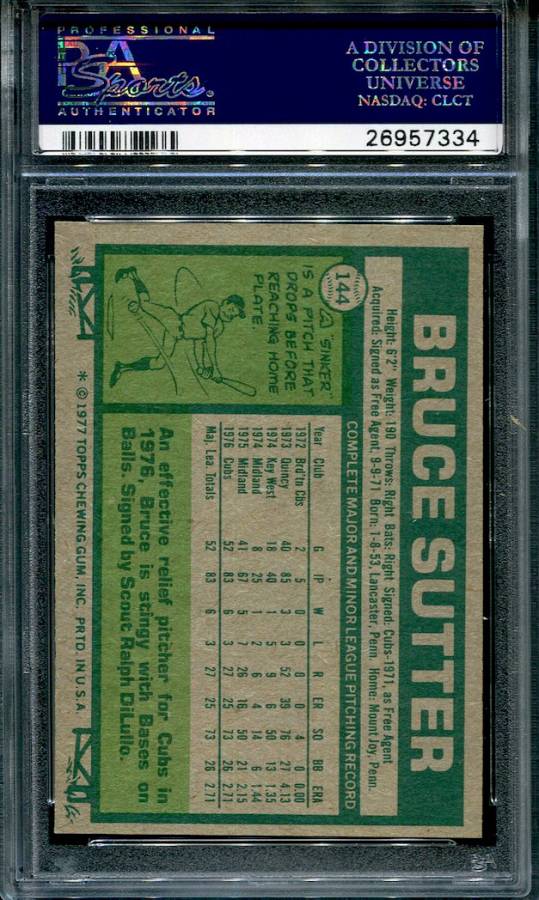 PROFESSIONAL
PSA
Sports
AUTHENTICATOR
A DIVISION OF
COLLECTORS
UNIVERSE
NASDAQ: CLCT
26957334
144
BRUCE SUTTER
Height: 6'2" Weight: 190 Throws: Right Bats: Right Signed: Cubs-1971, as Free Agent
Acquired: Signed as Free Agent, 9-9-71 Born: 1-8-53, Lancaster, Penn. Home: Mount Joy, Penn.
COMPLETE MAJOR AND MINOR LEAGUE PITCHING RECORD
Year Club G IP W L R ER SO BB ERA
1972 Brd'tn Cbs 2 5 0 0 0 0 4 0 0.00
1973 Quincy 40 85 3 3 52 39 76 27 4.13
1974 Key West 18 40 1 5 9 6 50 13 1.35
1974 Midland 8 25 1 2 6 4 14 6 1.44
1975 Midland 41 67 5 7 26 16 50 21 2.15
1976 Cubs 52 83 6 3 27 25 73 26 2.71
Maj. Lea. Totals 52 83 6 3 27 25 73 26 2.71
A "SINKER"
IS A PITCH THAT
DROPS BEFORE
REACHING HOME
PLATE
An effective relief pitcher for Cubs in
1976, Bruce is stingy with Bases on
Balls. Signed by Scout Ralph DiLullo.
* © 1977 TOPPS CHEWING GUM, INC. PRTD. IN U.S.A.